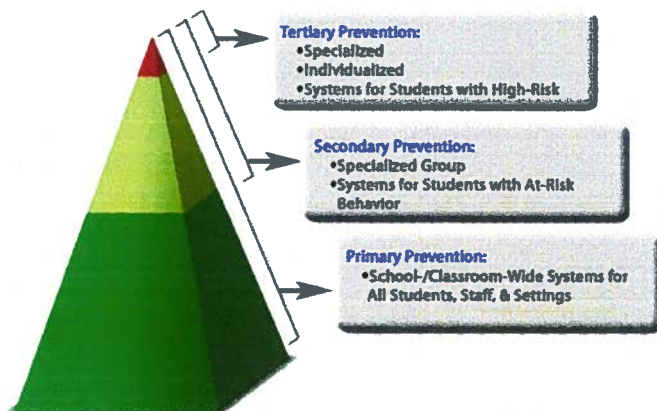 Tertiary Prevention:
•Specialized
•Individualized
•Systems for Students with High-Risk
Secondary Prevention:
•Specialized Group
•Systems for Students with At-Risk
Behavior
Primary Prevention:
•School-/Classroom-Wide Systems for
All Students, Staff, & Settings